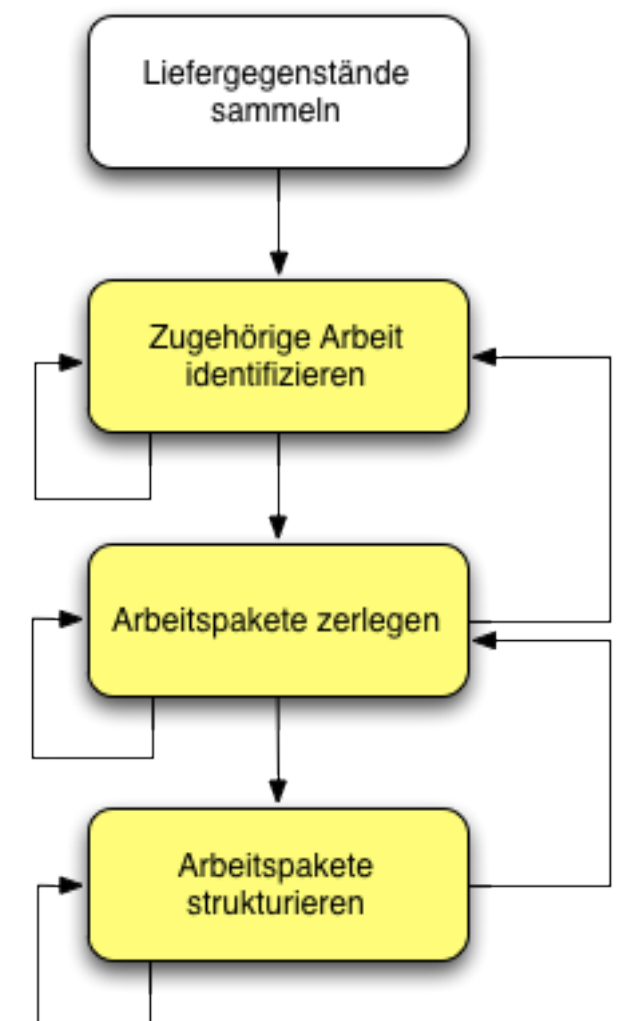 Liefergegenstände
sammeln
Zugehörige Arbeit
identifizieren
Arbeitspakete zerlegen
Arbeitspakete
strukturieren